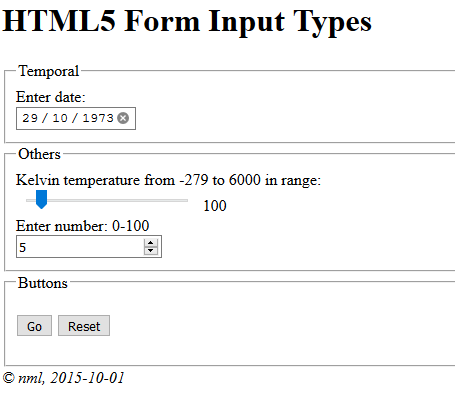 HTML5 Form Input Types
Temporal
Enter date:
29 / 10 / 1973
Others
Kelvin temperature from -279 to 6000 in range:
100
Enter number: 0-100
5
Buttons
Go Reset
© nml, 2015-10-01